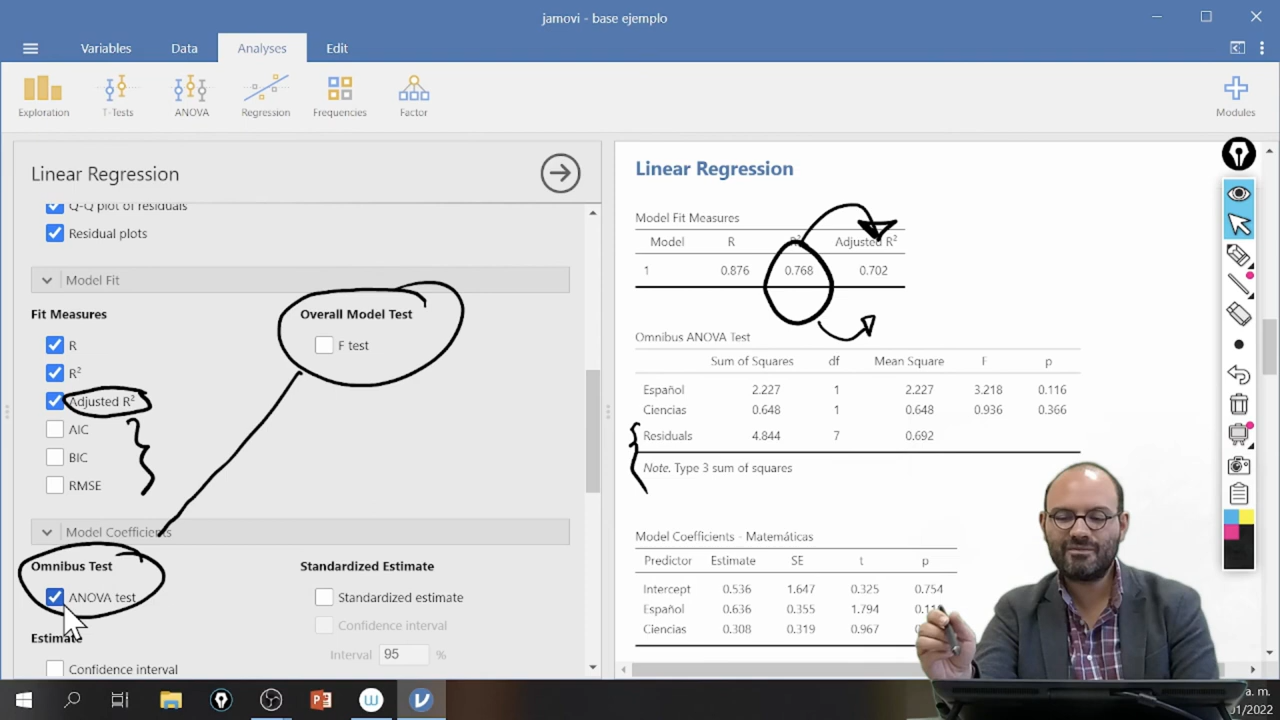 jamovi - base ejemplo
Variables Data Analyses Edit
Exploration T-Tests ANOVA Regression Frequencies Factor Modules
Linear Regression
Q-Q plot of residuals
Residual plots
Model Fit
Fit Measures Overall Model Test
R F test
R²
Adjusted R²
AIC
BIC
RMSE
Model Coefficients
Omnibus Test Standardized Estimate
ANOVA test Standardized estimate
Confidence interval
Estimate
Interval 95 %
Confidence interval
Linear Regression
Model Fit Measures
Model R R² Adjusted R²
1 0.876 0.768 0.702
Omnibus ANOVA Test
Sum of Squares df Mean Square F p
Español 2.227 1 2.227 3.218 0.116
Ciencias 0.648 1 0.648 0.936 0.366
Residuals 4.844 7 0.692
Note. Type 3 sum of squares
Model Coefficients - Matemáticas
Predictor Estimate SE t p
Intercept 0.536 1.647 0.325 0.754
Español 0.636 0.355 1.794
Ciencias 0.308 0.319 0.967
a. m.
01/2022